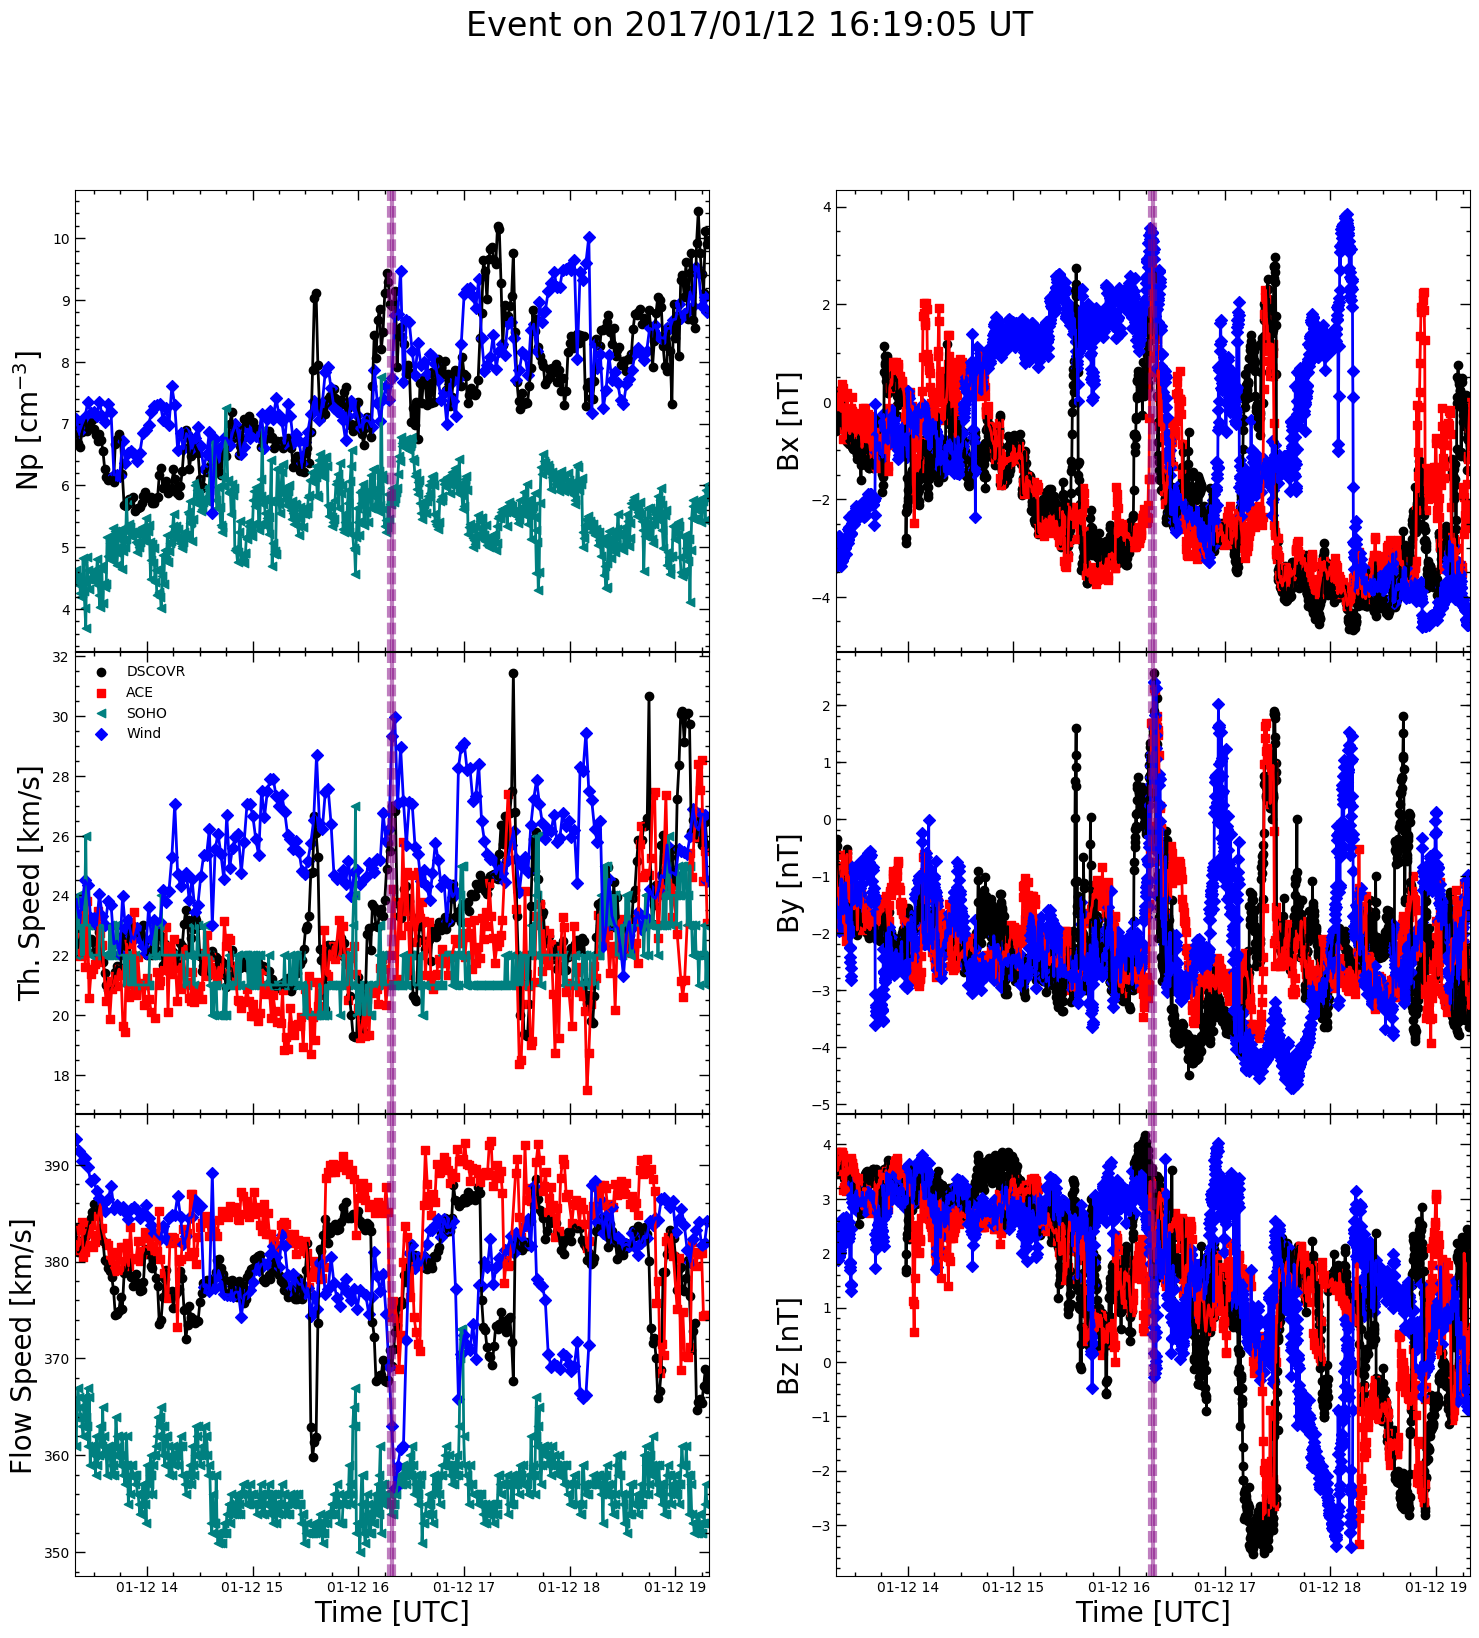 Event on 2017/01/12 16:19:05 UT
Np [cm⁻³]
10
9
8
7
6
5
4
Th. Speed [km/s]
32
30
28
26
24
22
20
18
DSCOVR
ACE
SOHO
Wind
Flow Speed [km/s]
390
380
370
360
350
01-12 14 01-12 15 01-12 16 01-12 17 01-12 18 01-12 19
Time [UTC]
Bx [nT]
4
2
0
−2
−4
By [nT]
2
1
0
−1
−2
−3
−4
−5
Bz [nT]
4
3
2
1
0
−1
−2
−3
01-12 14 01-12 15 01-12 16 01-12 17 01-12 18 01-12 19
Time [UTC]